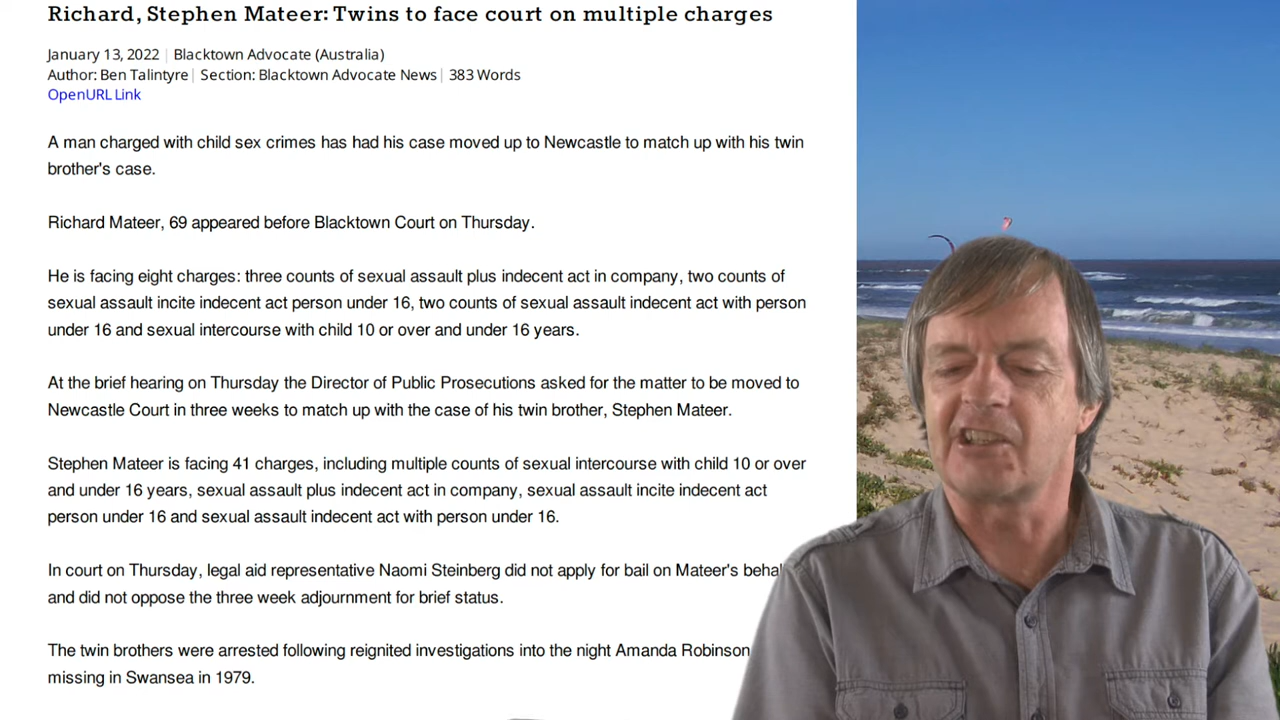 Richard, Stephen Mateer: Twins to face court on multiple charges
January 13, 2022 | Blacktown Advocate (Australia)
Author: Ben Talintyre | Section: Blacktown Advocate News | 383 Words
OpenURL Link
A man charged with child sex crimes has had his case moved up to Newcastle to match up with his twin
brother's case.
Richard Mateer, 69 appeared before Blacktown Court on Thursday.
He is facing eight charges: three counts of sexual assault plus indecent act in company, two counts of
sexual assault incite indecent act person under 16, two counts of sexual assault indecent act with person
under 16 and sexual intercourse with child 10 or over and under 16 years.
At the brief hearing on Thursday the Director of Public Prosecutions asked for the matter to be moved to
Newcastle Court in three weeks to match up with the case of his twin brother, Stephen Mateer.
Stephen Mateer is facing 41 charges, including multiple counts of sexual intercourse with child 10 or over
and under 16 years, sexual assault plus indecent act in company, sexual assault incite indecent act
person under 16 and sexual assault indecent act with person under 16.
In court on Thursday, legal aid representative Naomi Steinberg did not apply for bail on Mateer's
and did not oppose the three week adjournment for brief status.
The twin brothers were arrested following reignited investigations into the night Amanda Robinson
missing in Swansea in 1979.